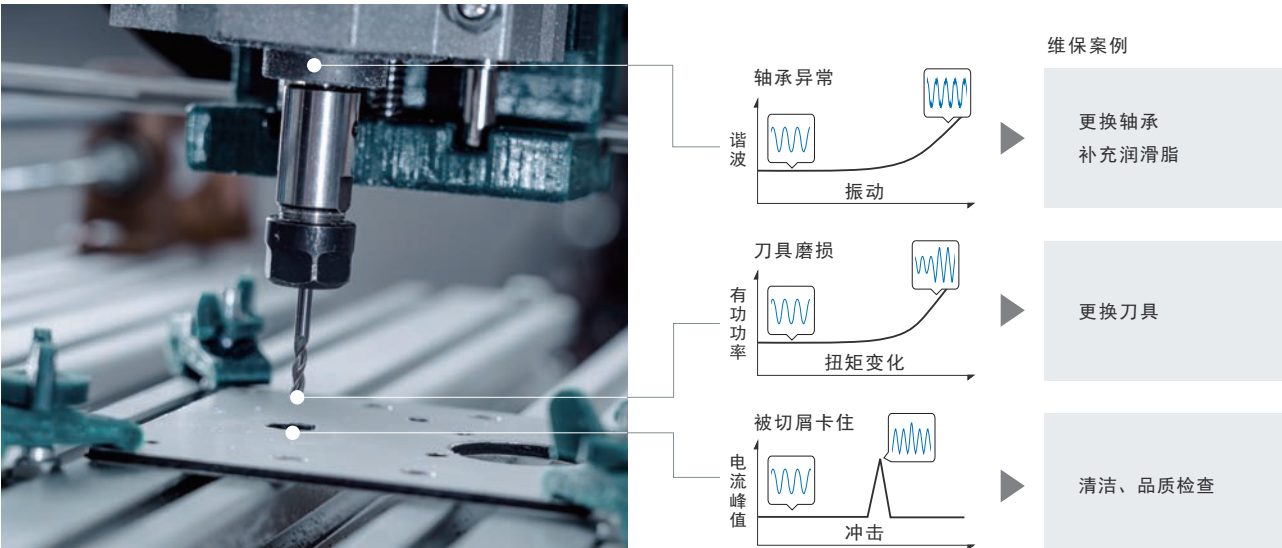 维保案例
轴承异常
谐波
振动
更换轴承
补充润滑脂
刀具磨损
有功功率
扭矩变化
更换刀具
被切屑卡住
电流峰值
冲击
清洁、品质检查